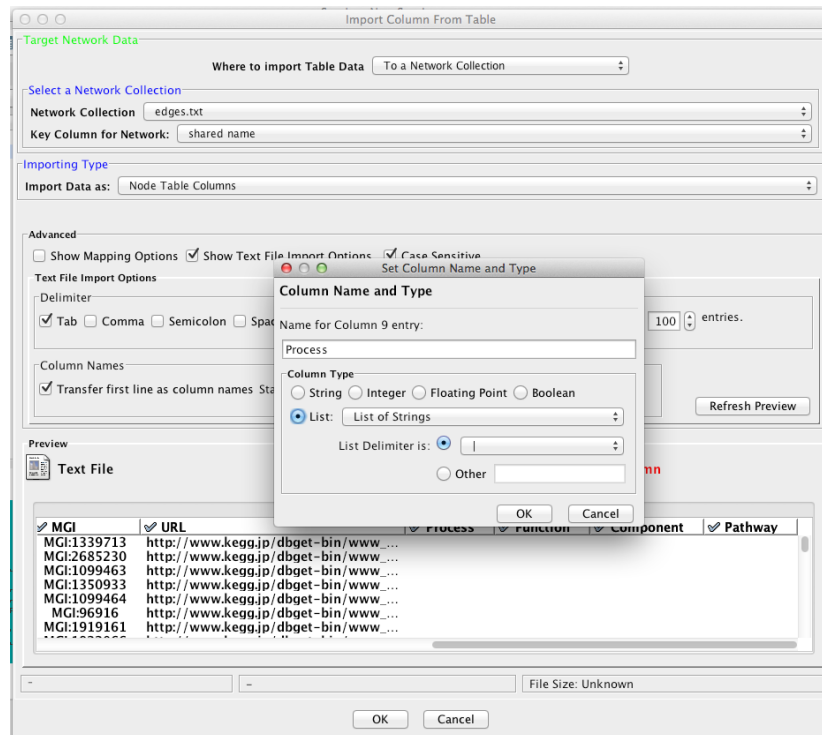 Import Column From Table
Target Network Data
Where to import Table Data To a Network Collection
Select a Network Collection
Network Collection edges.txt
Key Column for Network: shared name
Importing Type
Import Data as: Node Table Columns
Advanced
Show Mapping Options Show Text File Import Options Case Sensitive
Text File Import Options
Delimiter
Tab Comma Semicolon Spac
100 entries.
Column Names
Transfer first line as column names Sta
Refresh Preview
Set Column Name and Type
Column Name and Type
Name for Column 9 entry:
Process
Column Type
String Integer Floating Point Boolean
List: List of Strings
List Delimiter is: |
Other
OK Cancel
Preview
Text File
mn
MGI URL Process Function Component Pathway
MGI:1339713 http://www.kegg.jp/dbget-bin/www_...
MGI:2685230 http://www.kegg.jp/dbget-bin/www_...
MGI:1099463 http://www.kegg.jp/dbget-bin/www_...
MGI:1350933 http://www.kegg.jp/dbget-bin/www_...
MGI:1099464 http://www.kegg.jp/dbget-bin/www_...
MGI:96916 http://www.kegg.jp/dbget-bin/www_...
MGI:1919161 http://www.kegg.jp/dbget-bin/www_...
- - File Size: Unknown
OK Cancel